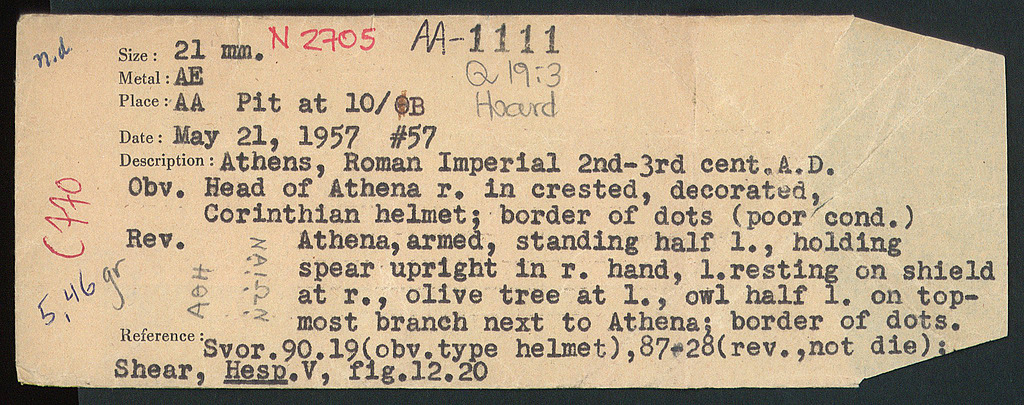 n.d.
Size: 21 mm. N 2705 AA-1111
Metal: AE Q 19:3
Place: AA Pit at 10/ΘB Hoard
Date: May 21, 1957 #57
Description: Athens, Roman Imperial 2nd-3rd cent.A.D.
Obv. Head of Athena r. in crested, decorated,
Corinthian helmet; border of dots (poor cond.)
Rev. Athena,armed, standing half l., holding
spear upright in r. hand, l.resting on shield
at r., olive tree at l., owl half l. on top-
most branch next to Athena; border of dots.
Reference: Svor.90.19(obv.type helmet),87-28(rev.,not die);
Shear, Hesp.V, fig.12.20
C770
5,46 gr
ΑΘΗ